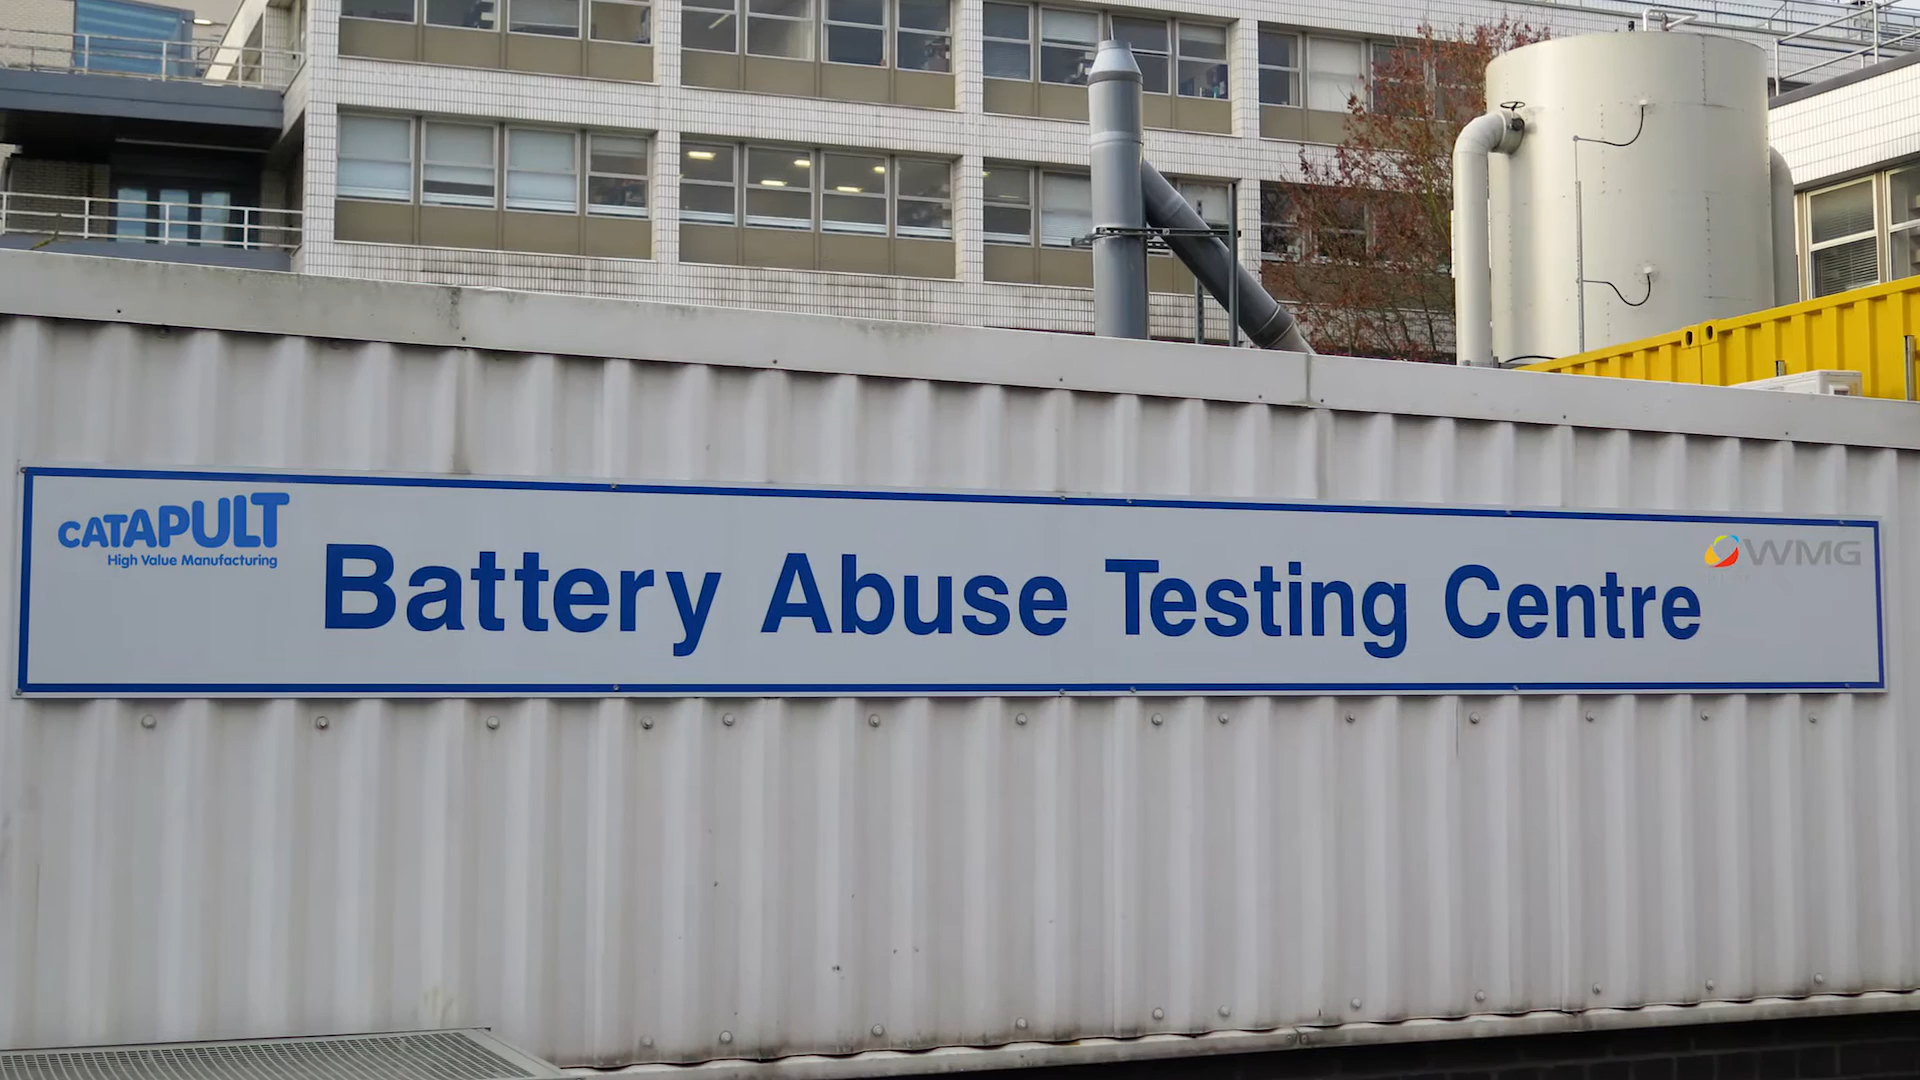 CATAPULT
High Value Manufacturing
Battery Abuse Testing Centre
WMG